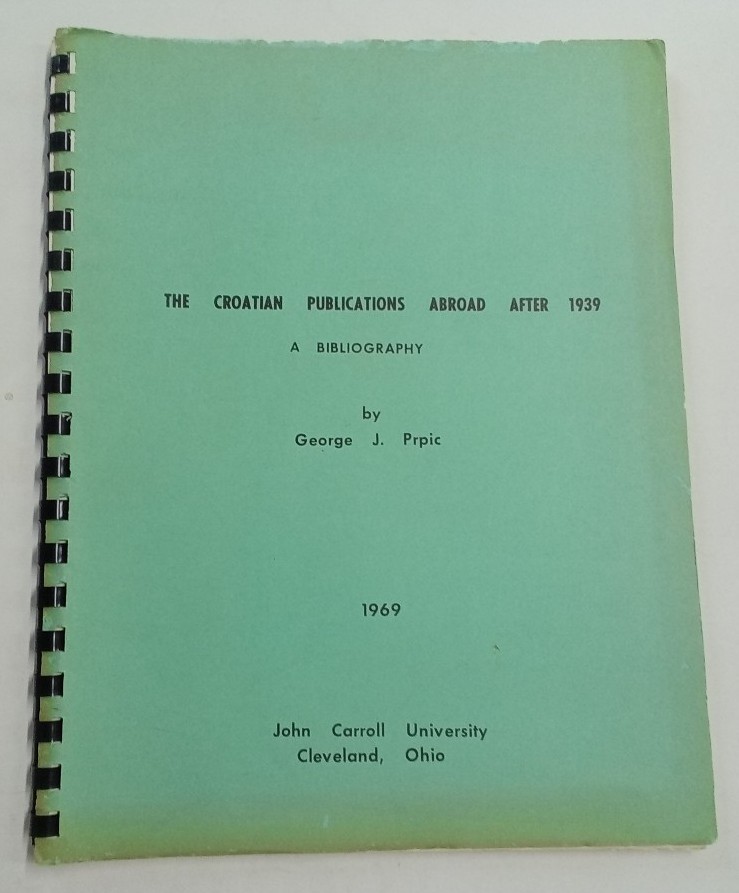 THE CROATIAN PUBLICATIONS ABROAD AFTER 1939
A BIBLIOGRAPHY
by
George J. Prpic
1969
John Carroll University
Cleveland, Ohio